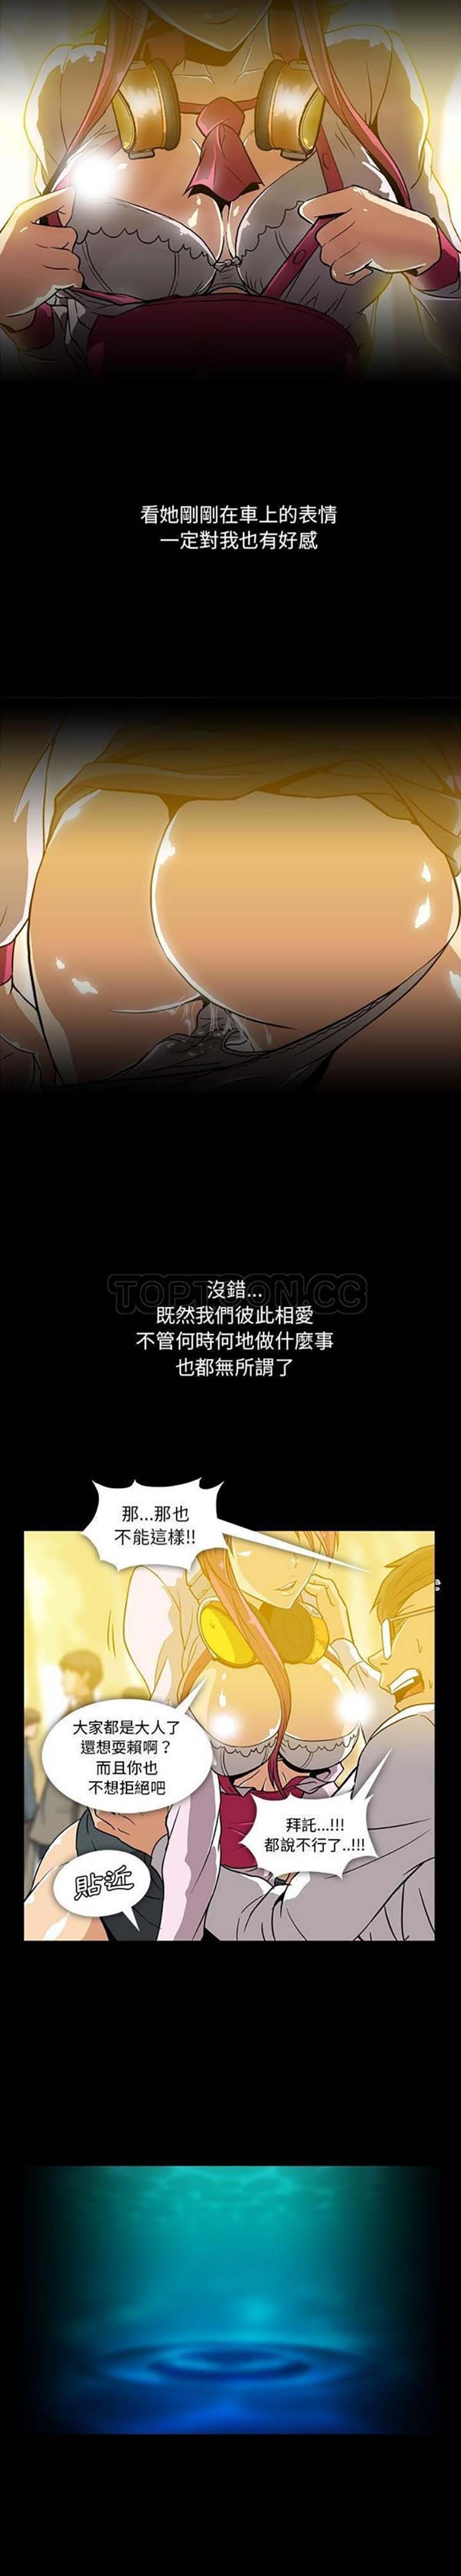 看她剛剛在車上的表情
一定對我也有好感
TOPTOON.CC
沒錯...
既然我們彼此相愛
不管何時何地做什麼事
也都無所謂了
那...那也
不能這樣!!
大家都是大人了
還想耍賴啊？
而且你也
不想拒絕吧
拜託...!!!
都說不行了..!!!
貼近